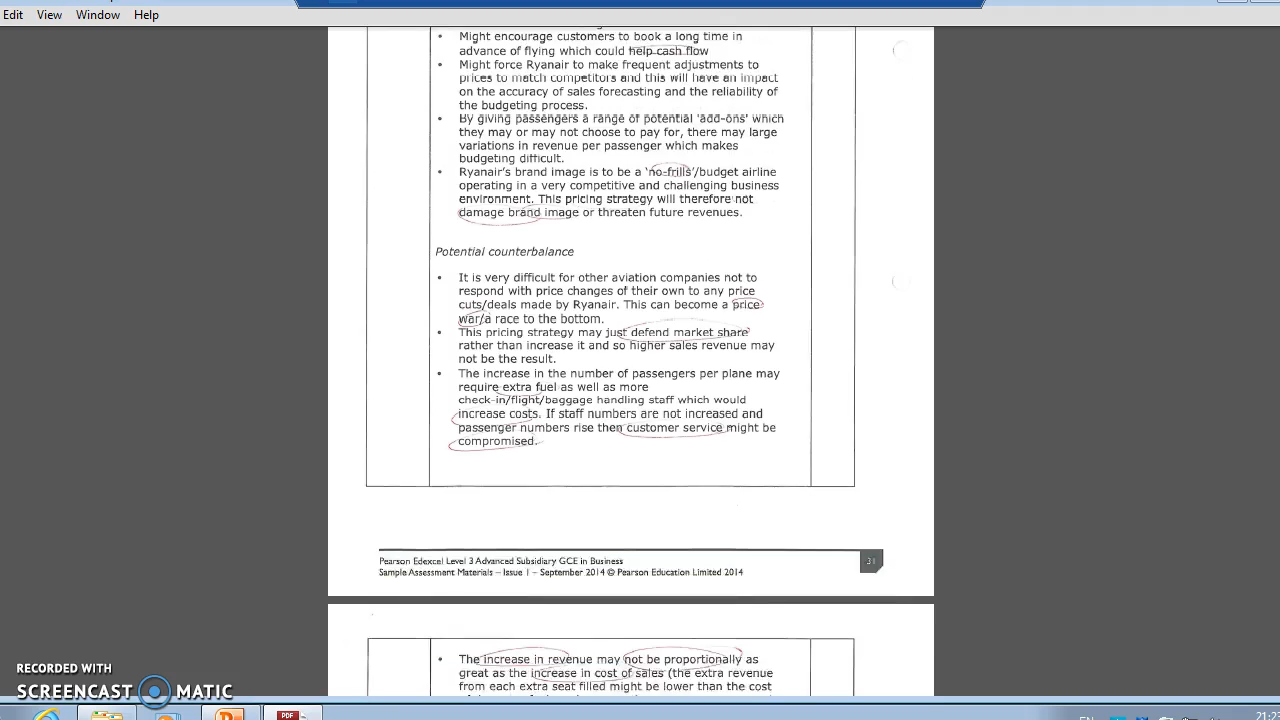 Edit View Window Help
Might encourage customers to book a long time in
advance of flying which could help cash flow
Might force Ryanair to make frequent adjustments to
prices to match competitors and this will have an impact
on the accuracy of sales forecasting and the reliability of
the budgeting process.
By giving passengers a range of potential 'add-ons' which
they may or may not choose to pay for, there may large
variations in revenue per passenger which makes
budgeting difficult.
Ryanair's brand image is to be a 'no-frills'/budget airline
operating in a very competitive and challenging business
environment. This pricing strategy will therefore not
damage brand image or threaten future revenues.
Potential counterbalance
It is very difficult for other aviation companies not to
respond with price changes of their own to any price
cuts/deals made by Ryanair. This can become a price
war/a race to the bottom.
This pricing strategy may just defend market share
rather than increase it and so higher sales revenue may
not be the result.
The increase in the number of passengers per plane may
require extra fuel as well as more
check-in/flight/baggage handling staff which would
increase costs. If staff numbers are not increased and
passenger numbers rise then customer service might be
compromised.
Pearson Edexcel Level 3 Advanced Subsidiary GCE in Business
Sample Assessment Materials – Issue 1 – September 2014 © Pearson Education Limited 2014
31
The increase in revenue may not be proportionally as
great as the increase in cost of sales (the extra revenue
from each extra seat filled might be lower than the cost
RECORDED WITH
SCREENCAST MATIC
PDF
EN